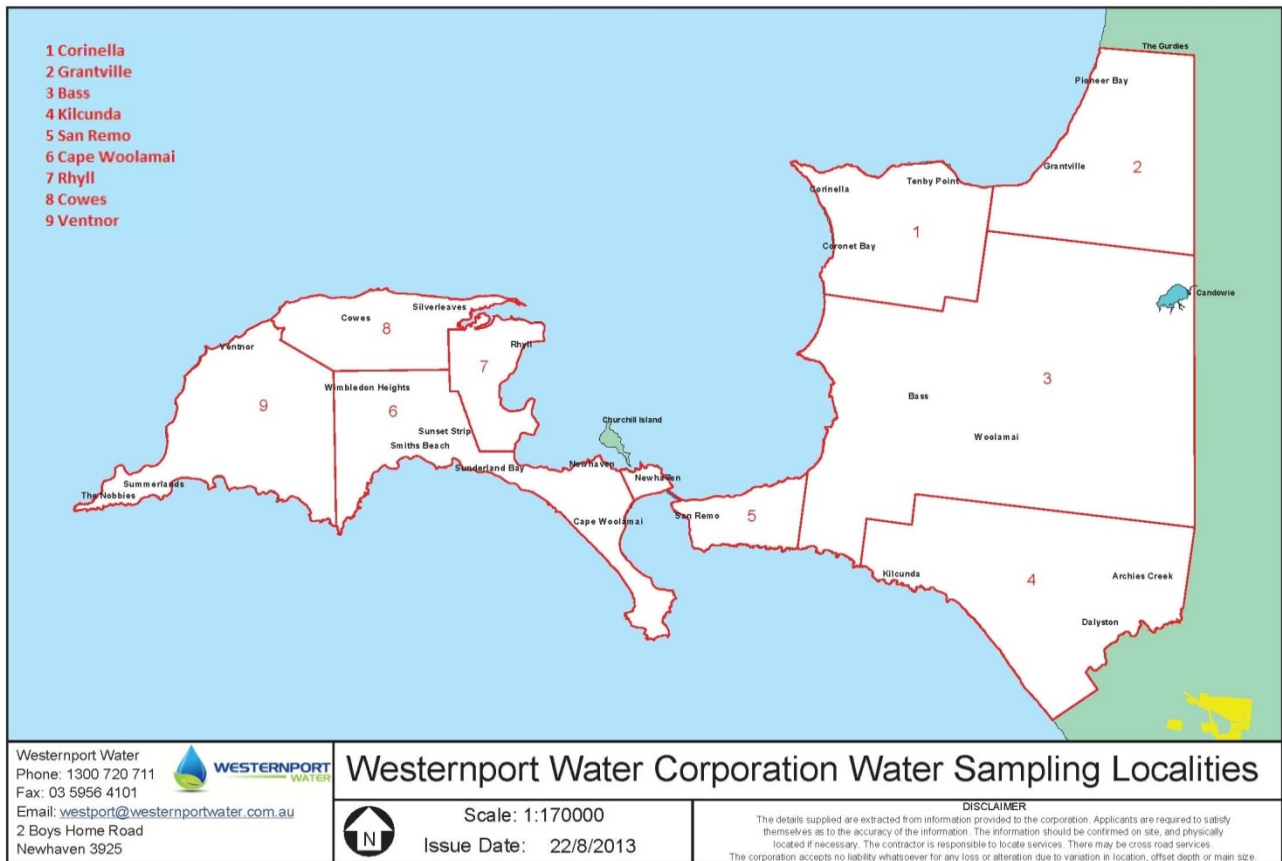 1 Corinella
2 Grantville
3 Bass
4 Kilcunda
5 San Remo
6 Cape Woolamai
7 Rhyll
8 Cowes
9 Ventnor
The Gurdies
Pioneer Bay
Grantville
2
Corinella
Tenby Point
Coronet Bay
1
Candowie
Silverleaves
Cowes
8
Ventnor
Rhyll
7
Wimbledon Heights
9
6
3
Bass
Churchill Island
Sunset Strip
Smiths Beach
Woolamai
Sunderland Bay
Newhaven
Newhaven
Summerlands
The Nobbies
Cape Woolamai
San Remo
5
Kilcunda
4
Archies Creek
Dalyston
Westernport Water
Phone: 1300 720 711
Fax: 03 5956 4101
Email: westport@westernportwater.com.au
2 Boys Home Road
Newhaven 3925
WESTERNPORT
WATER
Westernport Water Corporation Water Sampling Localities
N
Scale: 1:170000
Issue Date: 22/8/2013
DISCLAIMER
The details supplied are extracted from information provided to the corporation. Applicants are required to satisfy
themselves as to the accuracy of the information. The information should be confirmed on site, and physically
located if necessary. The contractor is responsible to locate services. There may be cross road services.
The corporation accepts no liability whatsoever for any loss or alteration due to variation in location, offset depth or main size.